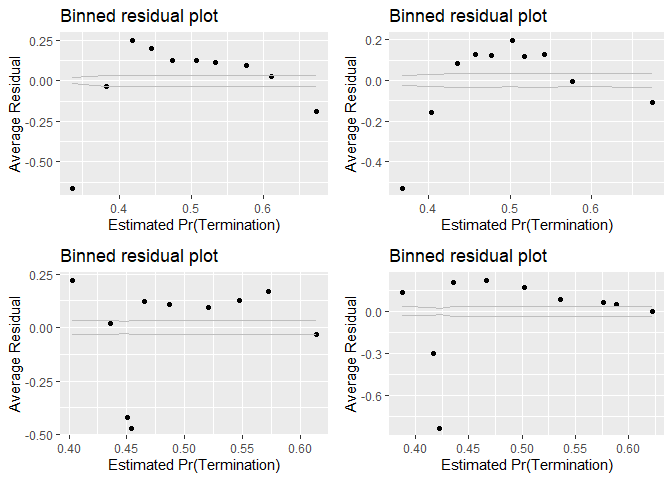 Binned residual plot
0.25
0.00
-0.25
-0.50
Average Residual
0.4
0.5
0.6
Estimated Pr(Termination)
Binned residual plot
0.2
0.0
-0.2
-0.4
Average Residual
0.4
0.5
0.6
Estimated Pr(Termination)
Binned residual plot
0.25
0.00
-0.25
-0.50
Average Residual
0.40
0.45
0.50
0.55
0.60
Estimated Pr(Termination)
Binned residual plot
0.0
-0.3
-0.6
Average Residual
0.40
0.45
0.50
0.55
0.60
Estimated Pr(Termination)